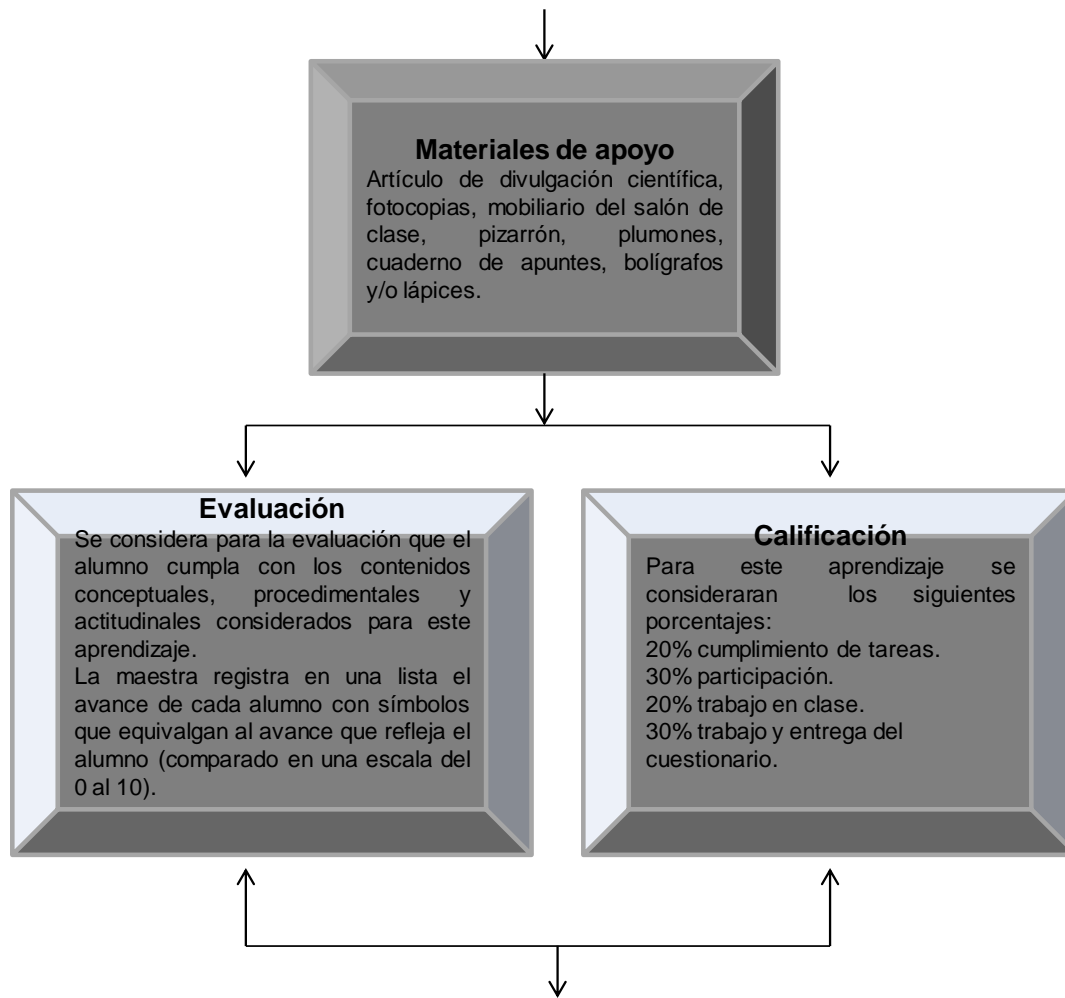 Materiales de apoyo
Artículo de divulgación científica,
fotocopias, mobiliario del salón de
clase, pizarrón, plumones,
cuaderno de apuntes, bolígrafos
y/o lápices.
Evaluación
Se considera para la evaluación que el
alumno cumpla con los contenidos
conceptuales, procedimentales y
actitudinales considerados para este
aprendizaje.
La maestra registra en una lista el
avance de cada alumno con símbolos
que equivalgan al avance que refleja el
alumno (comparado en una escala del
0 al 10).
Calificación
Para este aprendizaje se
consideraran los siguientes
porcentajes:
20% cumplimiento de tareas.
30% participación.
20% trabajo en clase.
30% trabajo y entrega del
cuestionario.